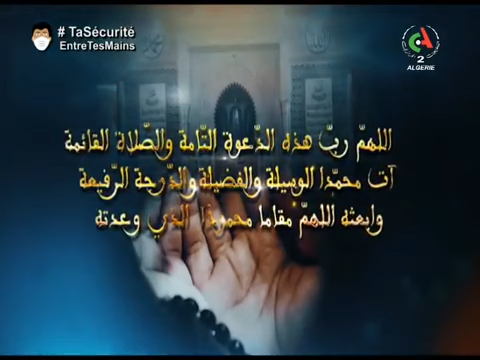 # TaSécurité
EntreTesMains
2
ALGERIE
اللهمّ ربّ هذه الدّعوة التّامة والصّلاة القائمة
آت محمّدا الوسيلة والفضيلة والدّرجة الرّفيعة
وابعثه اللهمّ مقاما محمودا الذي وعدته